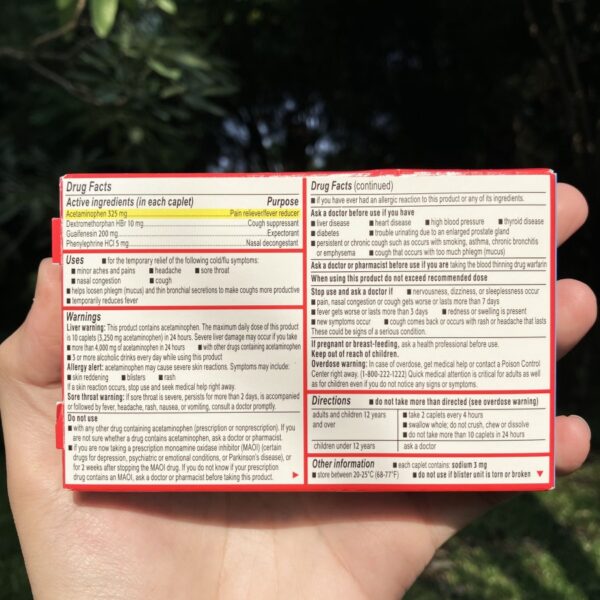 Drug Facts
Active ingredients (in each caplet) Purpose
Acetaminophen 325 mg Pain reliever/fever reducer
Dextromethorphan HBr 10 mg Cough suppressant
Guaifenesin 200 mg Expectorant
Phenylephrine HCl 5 mg Nasal decongestant
Uses ■ for the temporary relief of the following cold/flu symptoms:
■ minor aches and pains ■ headache ■ sore throat
■ nasal congestion ■ cough
■ helps loosen phlegm (mucus) and thin bronchial secretions to make coughs more productive
■ temporarily reduces fever
Warnings
Liver warning: This product contains acetaminophen. The maximum daily dose of this product
is 10 caplets (3,250 mg acetaminophen) in 24 hours. Severe liver damage may occur if you take
■ more than 4,000 mg of acetaminophen in 24 hours ■ with other drugs containing acetaminophen
■ 3 or more alcoholic drinks every day while using this product
Allergy alert: acetaminophen may cause severe skin reactions. Symptoms may include:
■ skin reddening ■ blisters ■ rash
If a skin reaction occurs, stop use and seek medical help right away.
Sore throat warning: If sore throat is severe, persists for more than 2 days, is accompanied
or followed by fever, headache, rash, nausea, or vomiting, consult a doctor promptly.
Do not use
■ with any other drug containing acetaminophen (prescription or nonprescription). If you
are not sure whether a drug contains acetaminophen, ask a doctor or pharmacist.
■ if you are now taking a prescription monoamine oxidase inhibitor (MAOI) (certain
drugs for depression, psychiatric or emotional conditions, or Parkinson's disease), or
for 2 weeks after stopping the MAOI drug. If you do not know if your prescription
drug contains an MAOI, ask a doctor or pharmacist before taking this product.
Drug Facts (continued)
■ if you have ever had an allergic reaction to this product or any of its ingredients.
Ask a doctor before use if you have
■ liver disease ■ heart disease ■ high blood pressure ■ thyroid disease
■ diabetes ■ trouble urinating due to an enlarged prostate gland
■ persistent or chronic cough such as occurs with smoking, asthma, chronic bronchitis
or emphysema ■ cough that occurs with too much phlegm (mucus)
Ask a doctor or pharmacist before use if you are taking the blood thinning drug warfarin
When using this product do not exceed recommended dose
Stop use and ask a doctor if ■ nervousness, dizziness, or sleeplessness occur
■ pain, nasal congestion or cough gets worse or lasts more than 7 days
■ fever gets worse or lasts more than 3 days ■ redness or swelling is present
■ new symptoms occur ■ cough comes back or occurs with rash or headache that lasts
These could be signs of a serious condition.
If pregnant or breast-feeding, ask a health professional before use.
Keep out of reach of children.
Overdose warning: In case of overdose, get medical help or contact a Poison Control
Center right away. (1-800-222-1222) Quick medical attention is critical for adults as well
as for children even if you do not notice any signs or symptoms.
Directions ■ do not take more than directed (see overdose warning)
adults and children 12 years ■ take 2 caplets every 4 hours
and over ■ swallow whole; do not crush, chew or dissolve
■ do not take more than 10 caplets in 24 hours
children under 12 years ask a doctor
Other information ■ each caplet contains: sodium 3 mg
■ store between 20-25°C (68-77°F) ■ do not use if blister unit is torn or broken